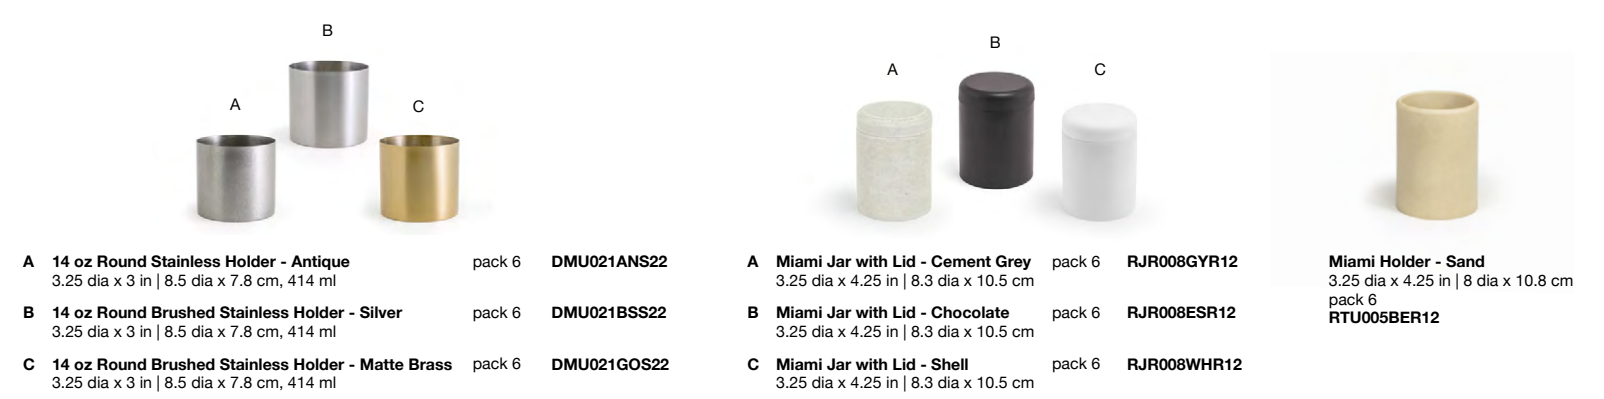 B
A
C
A 14 oz Round Stainless Holder - Antique pack 6 DMU021ANS22
3.25 dia x 3 in | 8.5 dia x 7.8 cm, 414 ml
B 14 oz Round Brushed Stainless Holder - Silver pack 6 DMU021BSS22
3.25 dia x 3 in | 8.5 dia x 7.8 cm, 414 ml
C 14 oz Round Brushed Stainless Holder - Matte Brass pack 6 DMU021GOS22
3.25 dia x 3 in | 8.5 dia x 7.8 cm, 414 ml
B
A
C
A Miami Jar with Lid - Cement Grey pack 6 RJR008GYR12
3.25 dia x 4.25 in | 8.3 dia x 10.5 cm
B Miami Jar with Lid - Chocolate pack 6 RJR008ESR12
3.25 dia x 4.25 in | 8.3 dia x 10.5 cm
C Miami Jar with Lid - Shell pack 6 RJR008WHR12
3.25 dia x 4.25 in | 8.3 dia x 10.5 cm
Miami Holder - Sand
3.25 dia x 4.25 in | 8 dia x 10.8 cm
pack 6
RTU005BER12